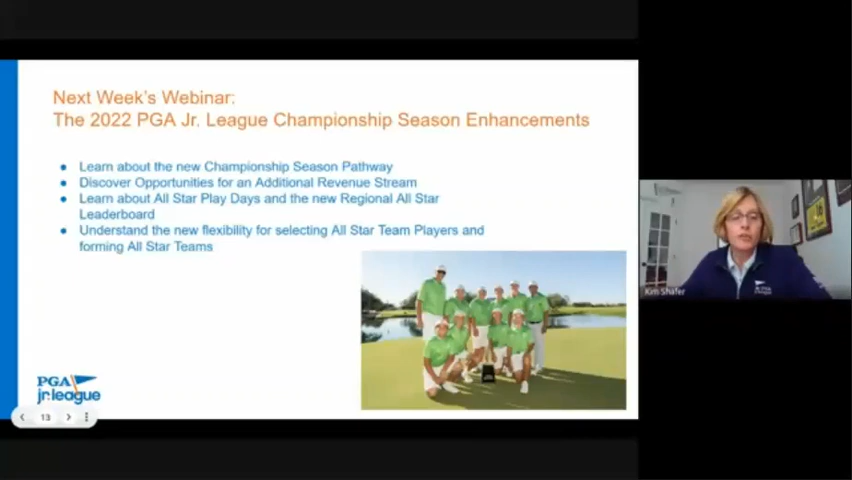 Next Week's Webinar:
The 2022 PGA Jr. League Championship Season Enhancements
Learn about the new Championship Season Pathway
Discover Opportunities for an Additional Revenue Stream
Learn about All Star Play Days and the new Regional All Star
Leaderboard
Understand the new flexibility for selecting All Star Team Players and
forming All Star Teams
Kim Shafer
PGA
jr.league
13